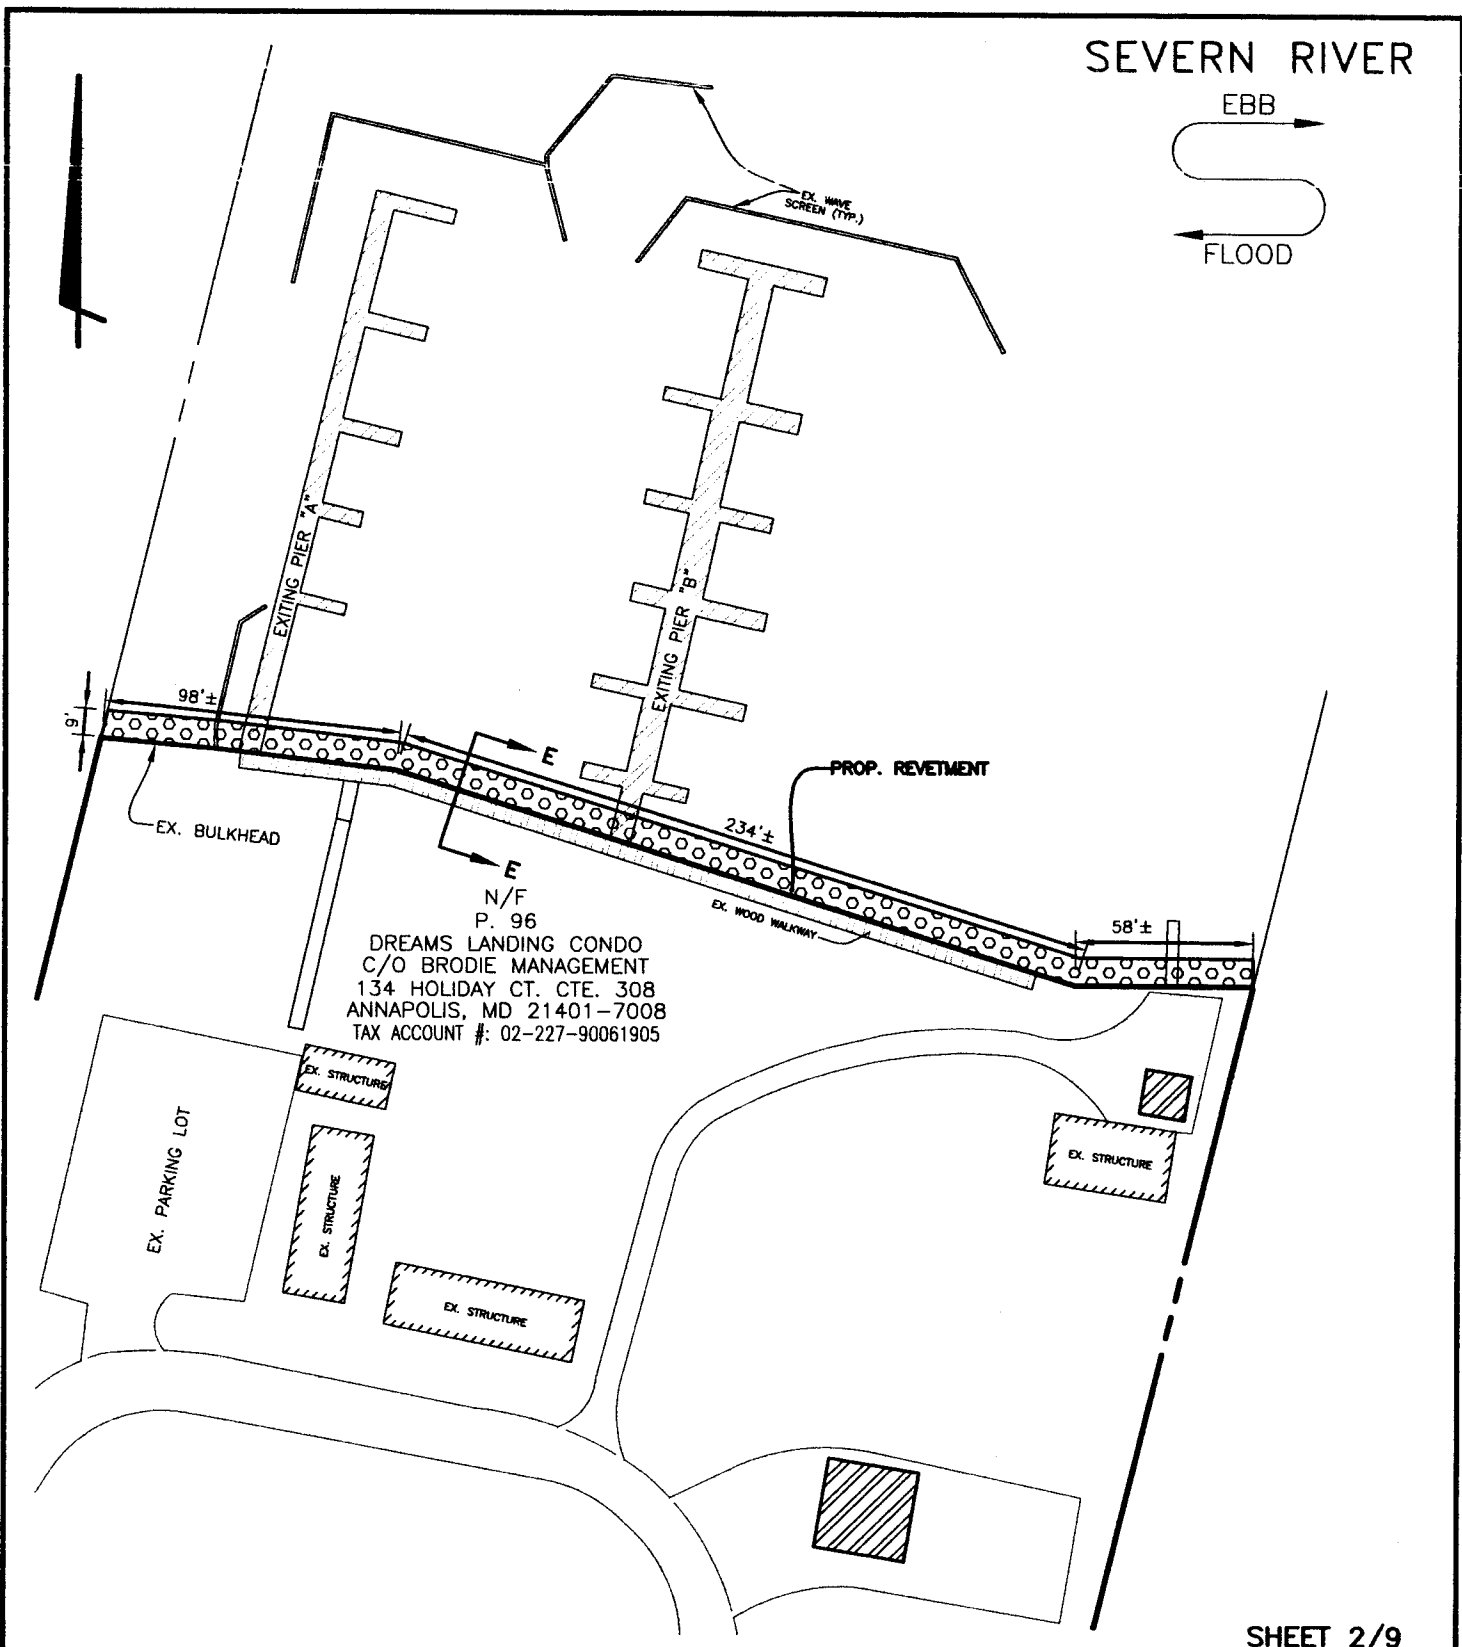 SEVERN RIVER
EBB
FLOOD
EX. WAVE
SCREEN (TYP.)
EXITING PIER "A"
EXITING PIER "B"
98'±
9'
E
PROP. REVETMENT
234'±
EX. BULKHEAD
E
58'±
EX. WOOD WALKWAY
N/F
P. 96
DREAMS LANDING CONDO
C/O BRODIE MANAGEMENT
134 HOLIDAY CT. CTE. 308
ANNAPOLIS, MD 21401-7008
TAX ACCOUNT #: 02-227-90061905
EX. STRUCTURE
EX. PARKING LOT
EX. STRUCTURE
EX. STRUCTURE
EX. STRUCTURE
SHEET 2/9